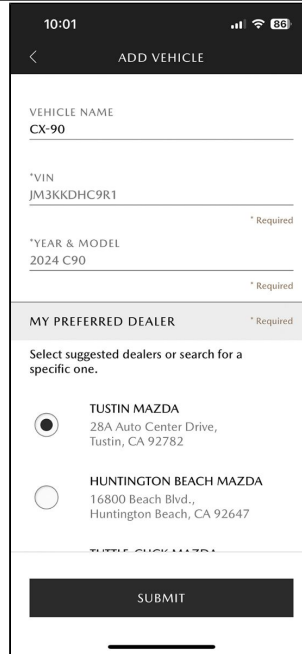 10:01
86
ADD VEHICLE
VEHICLE NAME
CX-90
*VIN
JM3KKDHC9R1
* Required
*YEAR & MODEL
2024 C90
* Required
MY PREFERRED DEALER * Required
Select suggested dealers or search for a
specific one.
TUSTIN MAZDA
28A Auto Center Drive,
Tustin, CA 92782
HUNTINGTON BEACH MAZDA
16800 Beach Blvd.,
Huntington Beach, CA 92647
SUBMIT